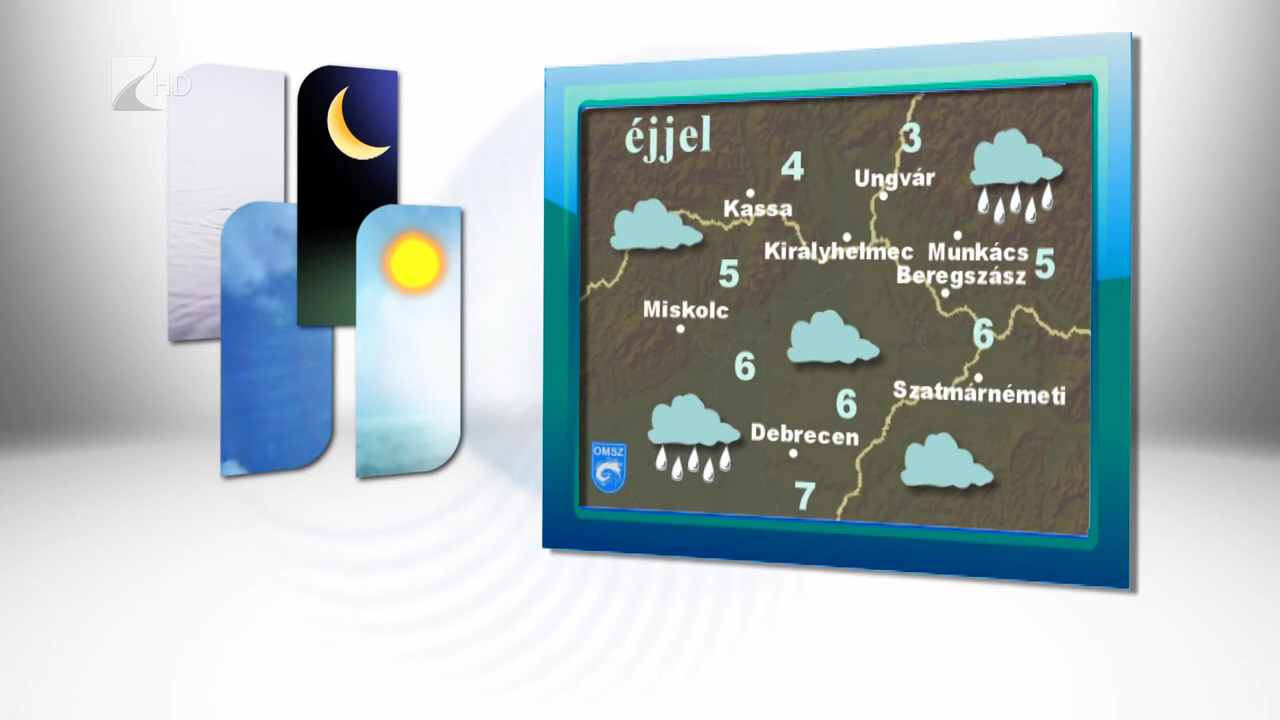 HD
éjjel
3
4
Ungvár
Kassa
Királyhelmec
Munkács
5
Beregszász
5
Miskolc
6
6
Szatmárnémeti
6
Debrecen
OMSZ
7